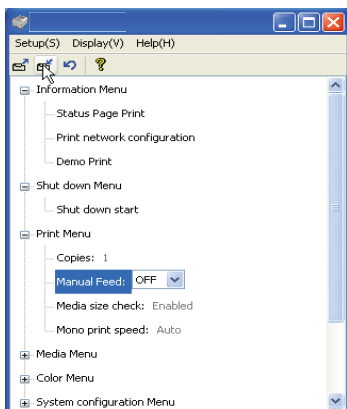 Setup(S) Display(V) Help(H)
Information Menu
Status Page Print
Print network configuration
Demo Print
Shut down Menu
Shut down start
Print Menu
Copies: 1
Manual Feed: OFF
Media size check: Enabled
Mono print speed: Auto
Media Menu
Color Menu
System configuration Menu